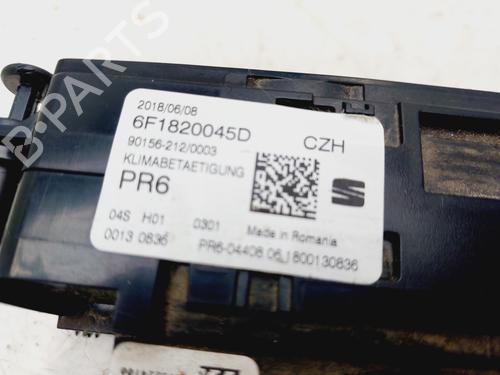 B-PARTS
2018/06/08
6F1820045D CZH
90156-212/0003
KLIMABETAETIGUNG
PR6
04S H01 0301 Made in Romania
0013 0836 PR6-04408.06J1800130836